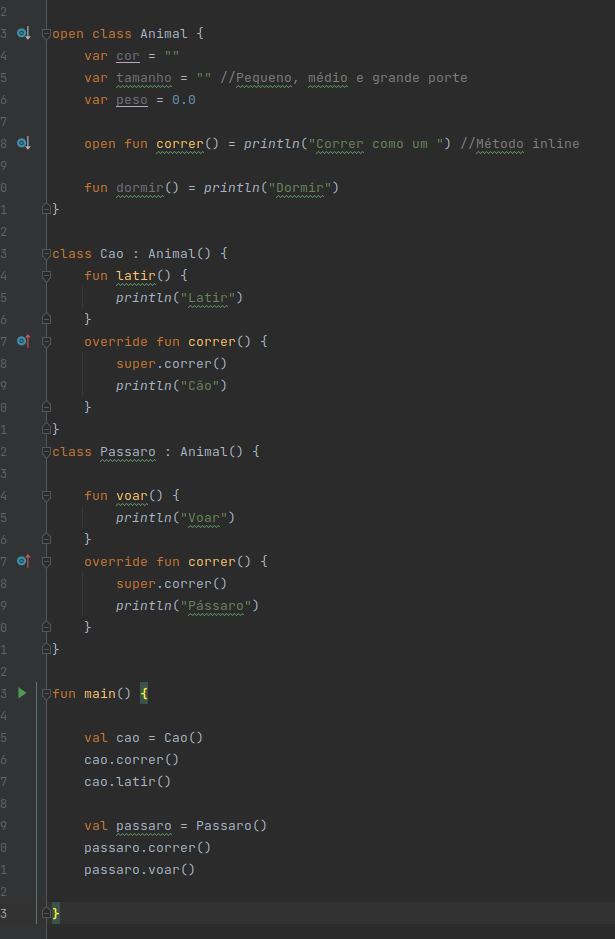 2
3 open class Animal {
4     var cor = ""
5     var tamanho = "" //Pequeno, médio e grande porte
6     var peso = 0.0
7
8     open fun correr() = println("Correr como um ") //Método inline
9
0     fun dormir() = println("Dormir")
1 }
2
3 class Cao : Animal() {
4     fun latir() {
5         println("Latir")
6     }
7     override fun correr() {
8         super.correr()
9         println("Cão")
0     }
1 }
2 class Passaro : Animal() {
3
4     fun voar() {
5         println("Voar")
6     }
7     override fun correr() {
8         super.correr()
9         println("Pássaro")
0     }
1 }
2
3 fun main() {
4
5     val cao = Cao()
6     cao.correr()
7     cao.latir()
8
9     val passaro = Passaro()
0     passaro.correr()
1     passaro.voar()
2
3 }